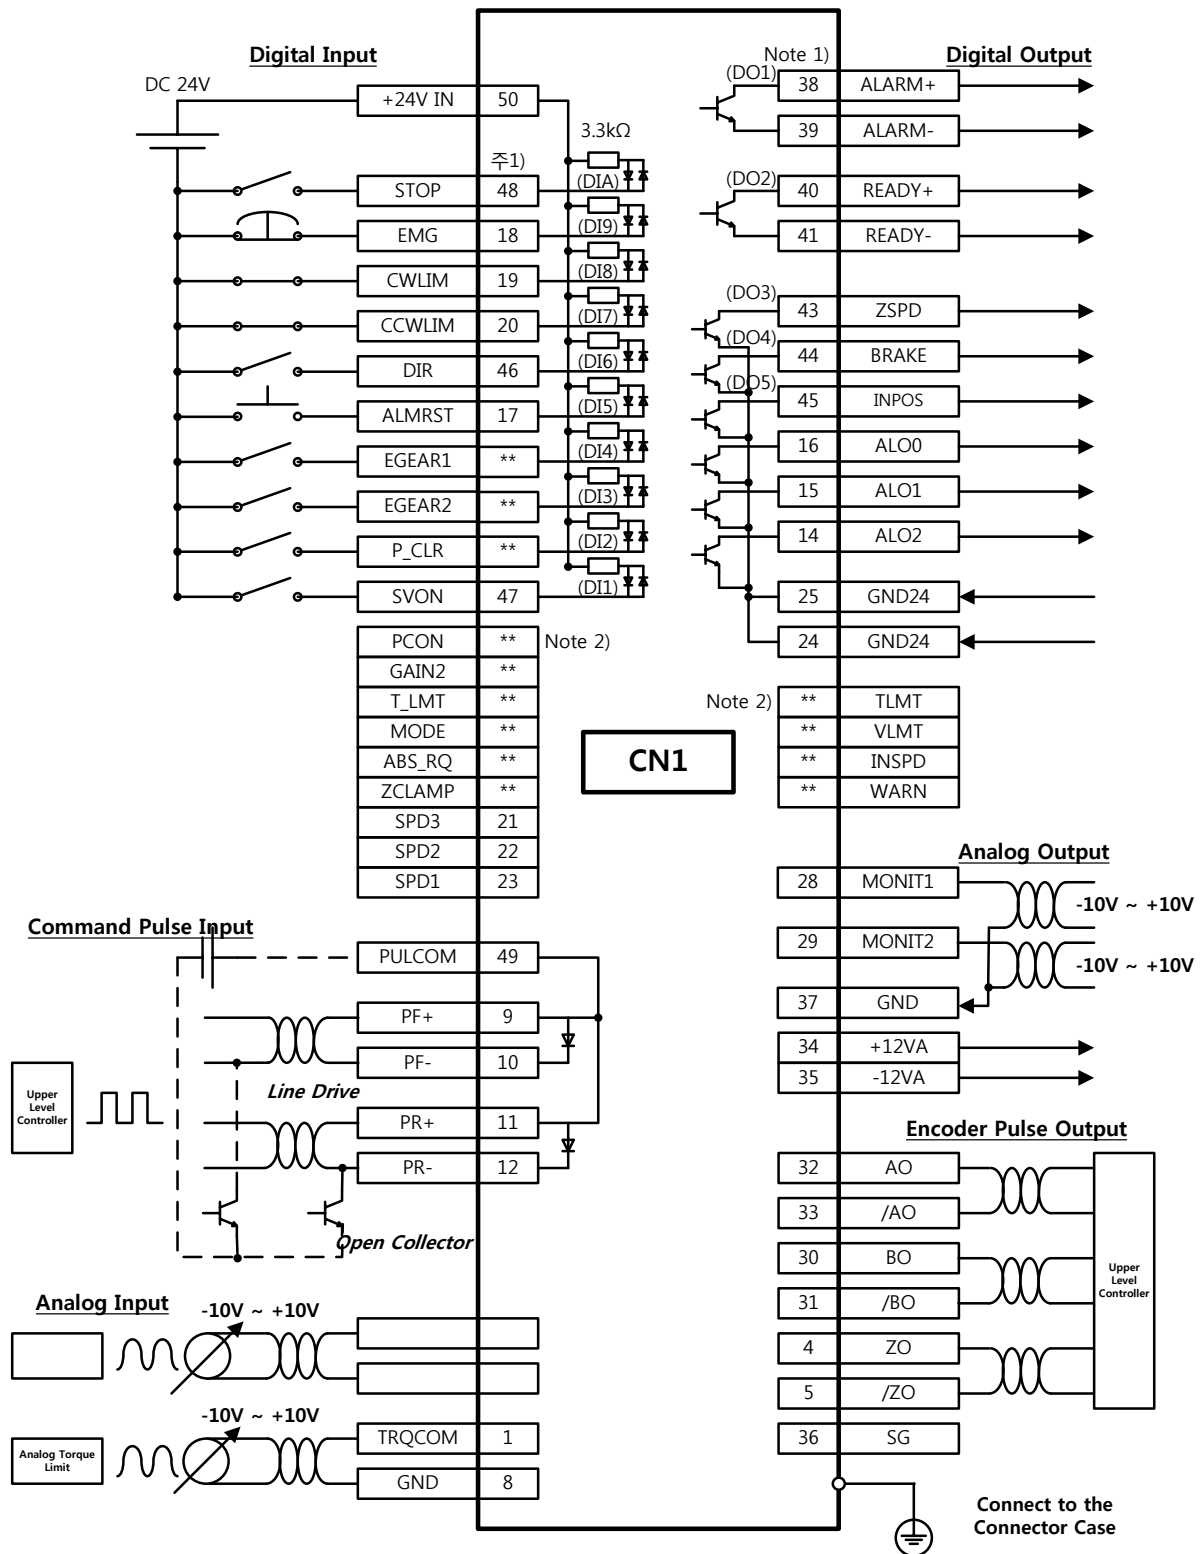 Digital Input
DC 24V
+24V IN 50
3.3kΩ
주1)
STOP 48 (DIA)
EMG 18 (DI9)
CWLIM 19 (DI8)
CCWLIM 20 (DI7)
DIR 46 (DI6)
ALMRST 17 (DI5)
EGEAR1 ** (DI4)
EGEAR2 ** (DI3)
P_CLR ** (DI2)
SVON 47 (DI1)
PCON ** Note 2)
GAIN2 **
T_LMT **
MODE **
ABS_RQ **
ZCLAMP **
SPD3 21
SPD2 22
SPD1 23
Note 1)
Digital Output
(DO1) 38 ALARM+
39 ALARM-
(DO2) 40 READY+
41 READY-
(DO3) 43 ZSPD
(DO4) 44 BRAKE
(DO5) 45 INPOS
16 ALO0
15 ALO1
14 ALO2
25 GND24
24 GND24
Note 2) ** TLMT
** VLMT
** INSPD
** WARN
CN1
Analog Output
28 MONIT1
-10V ~ +10V
29 MONIT2
-10V ~ +10V
37 GND
34 +12VA
35 -12VA
Command Pulse Input
PULCOM 49
PF+ 9
PF- 10
Line Drive
Upper
Level
Controller
PR+ 11
PR- 12
Open Collector
Encoder Pulse Output
32 AO
33 /AO
30 BO
31 /BO
4 ZO
5 /ZO
36 SG
Upper
Level
Controller
Analog Input
-10V ~ +10V
-10V ~ +10V
Analog Torque
Limit
TRQCOM 1
GND 8
Connect to the
Connector Case